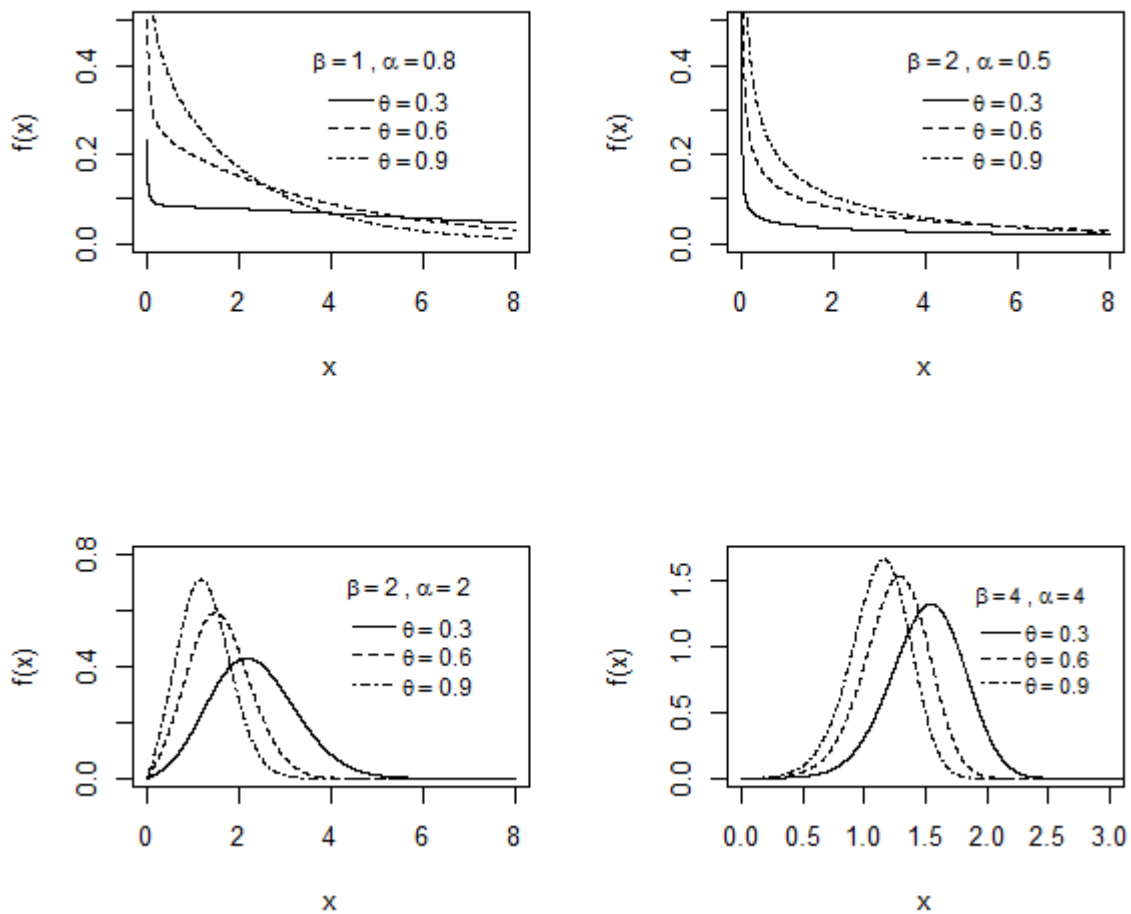 f(x)
0.0 0.2 0.4
β = 1 , α = 0.8
θ = 0.3
θ = 0.6
θ = 0.9
0 2 4 6 8
x
f(x)
0.0 0.2 0.4
β = 2 , α = 0.5
θ = 0.3
θ = 0.6
θ = 0.9
0 2 4 6 8
x
f(x)
0.0 0.4 0.8
β = 2 , α = 2
θ = 0.3
θ = 0.6
θ = 0.9
0 2 4 6 8
x
f(x)
0.0 0.5 1.0 1.5
β = 4 , α = 4
θ = 0.3
θ = 0.6
θ = 0.9
0.0 0.5 1.0 1.5 2.0 2.5 3.0
x